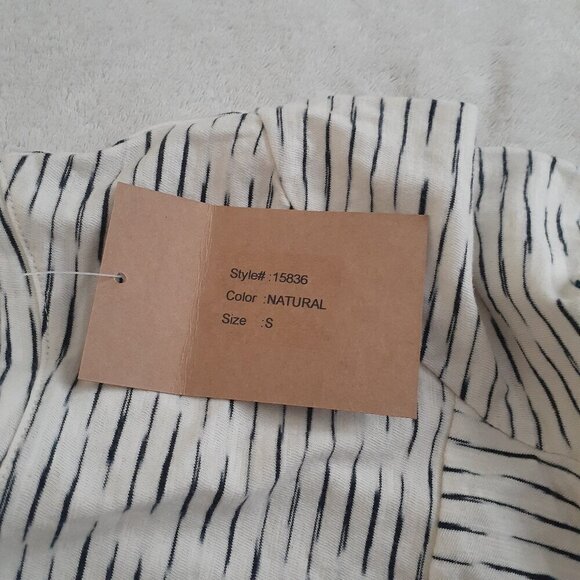 Style# :15836
Color :NATURAL
Size :S